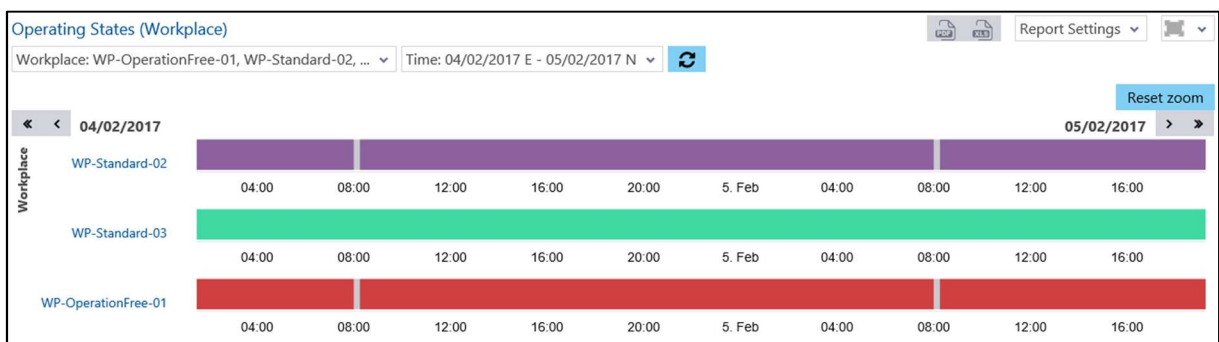 Operating States (Workplace)
PDF XLS Report Settings
Workplace: WP-OperationFree-01, WP-Standard-02, ... Time: 04/02/2017 E - 05/02/2017 N
Reset zoom
« ‹ 04/02/2017 05/02/2017 › »
Workplace
WP-Standard-02
04:00 08:00 12:00 16:00 20:00 5. Feb 04:00 08:00 12:00 16:00
WP-Standard-03
04:00 08:00 12:00 16:00 20:00 5. Feb 04:00 08:00 12:00 16:00
WP-OperationFree-01
04:00 08:00 12:00 16:00 20:00 5. Feb 04:00 08:00 12:00 16:00